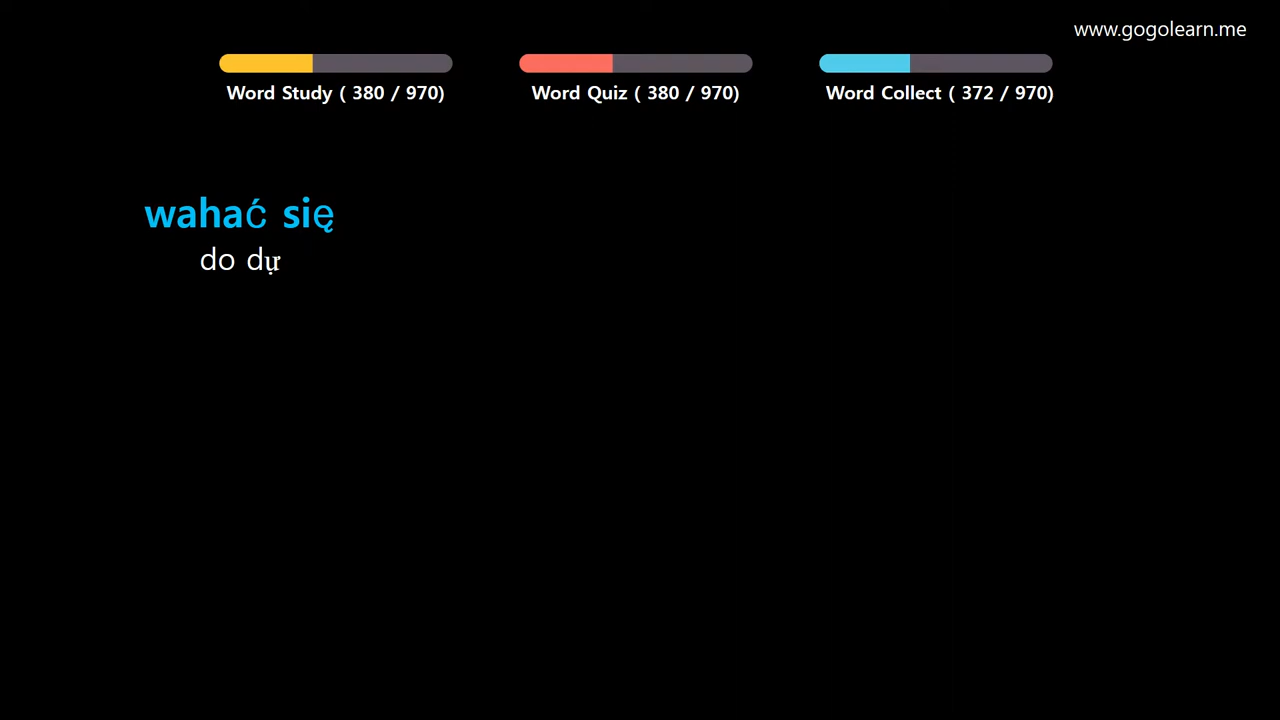 www.gogolearn.me
Word Study ( 380 / 970)
Word Quiz ( 380 / 970)
Word Collect ( 372 / 970)
wahać się
do dự